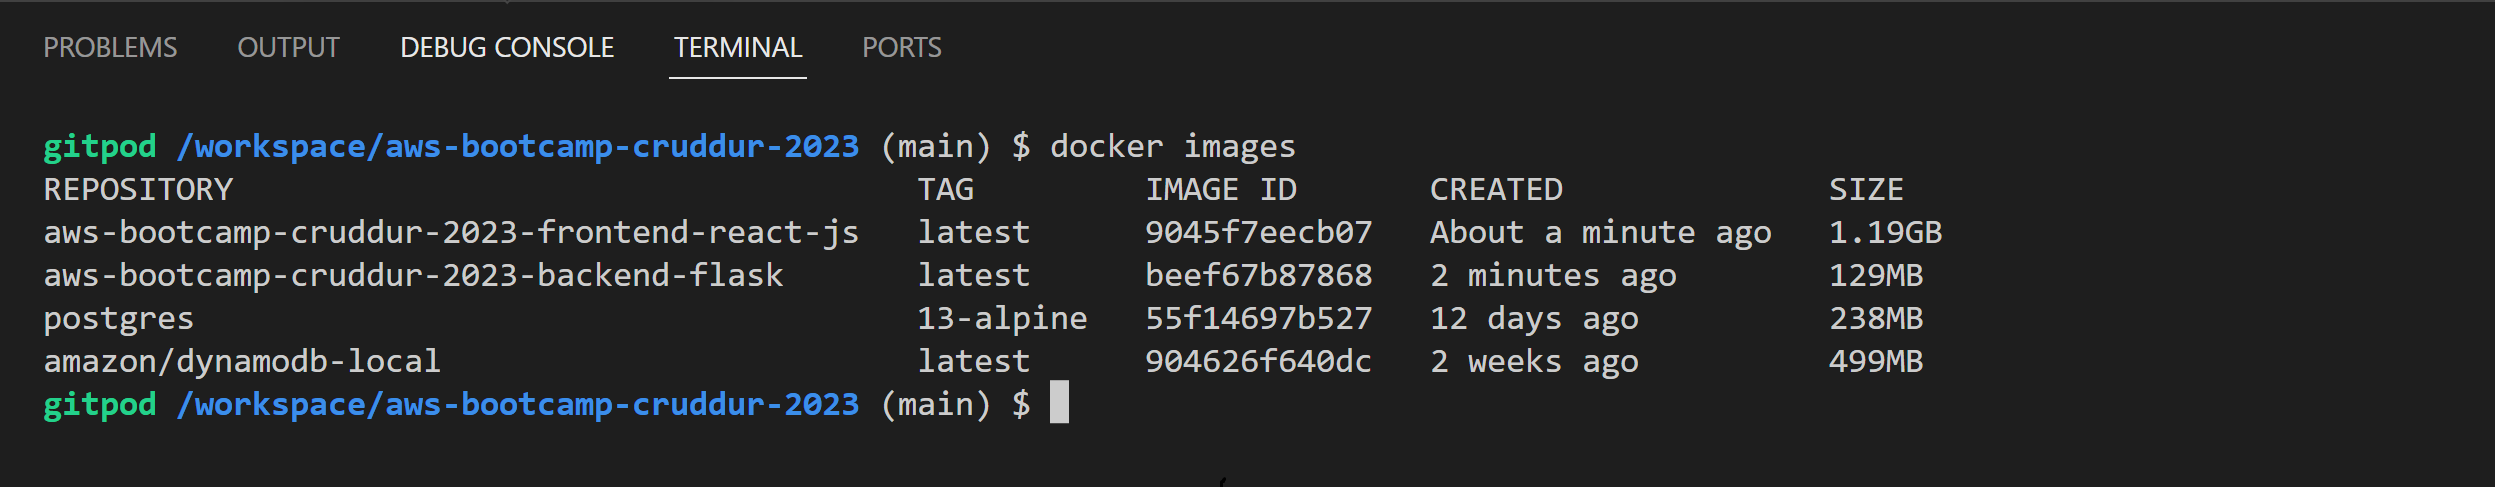 PROBLEMS OUTPUT DEBUG CONSOLE TERMINAL PORTS
gitpod /workspace/aws-bootcamp-cruddur-2023 (main) $ docker images
REPOSITORY TAG IMAGE ID CREATED SIZE
aws-bootcamp-cruddur-2023-frontend-react-js latest 9045f7eecb07 About a minute ago 1.19GB
aws-bootcamp-cruddur-2023-backend-flask latest beef67b87868 2 minutes ago 129MB
postgres 13-alpine 55f14697b527 12 days ago 238MB
amazon/dynamodb-local latest 904626f640dc 2 weeks ago 499MB
gitpod /workspace/aws-bootcamp-cruddur-2023 (main) $